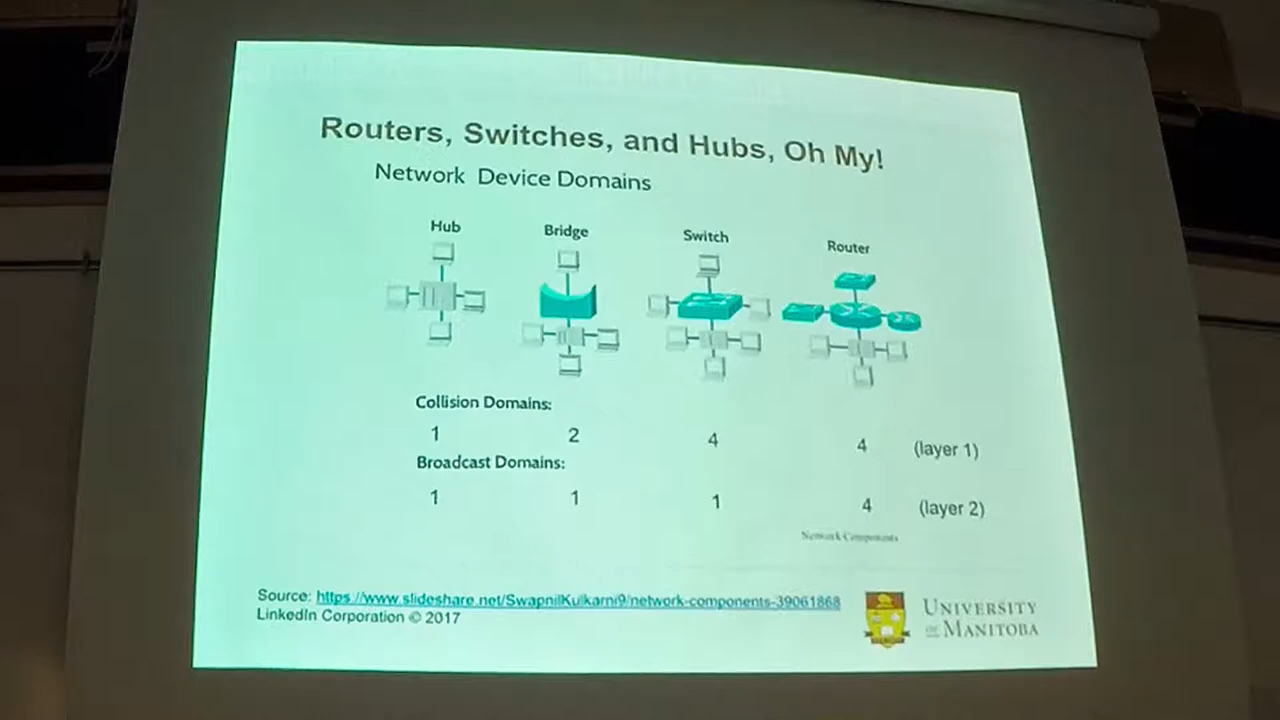 Routers, Switches, and Hubs, Oh My!
Network Device Domains
Hub Bridge Switch Router
Collision Domains:
1 2 4 4 (layer 1)
Broadcast Domains:
1 1 1 4 (layer 2)
Network Components
Source: https://www.slideshare.net/SwapnilKulkarni9/network-components-39061868
LinkedIn Corporation © 2017
UNIVERSITY
OF MANITOBA